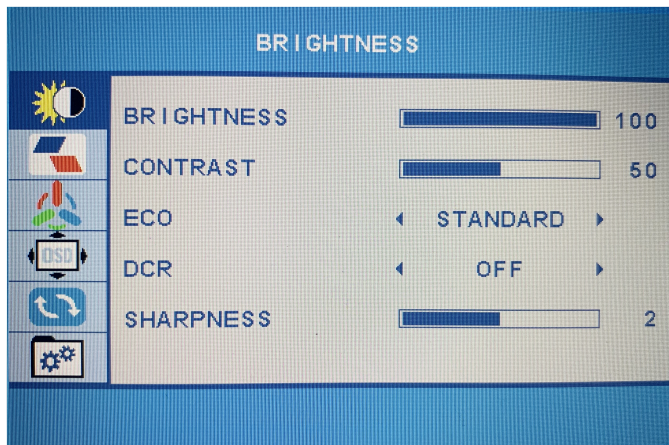 BRIGHTNESS
BRIGHTNESS 100
CONTRAST 50
ECO STANDARD
OSD
DCR OFF
SHARPNESS 2